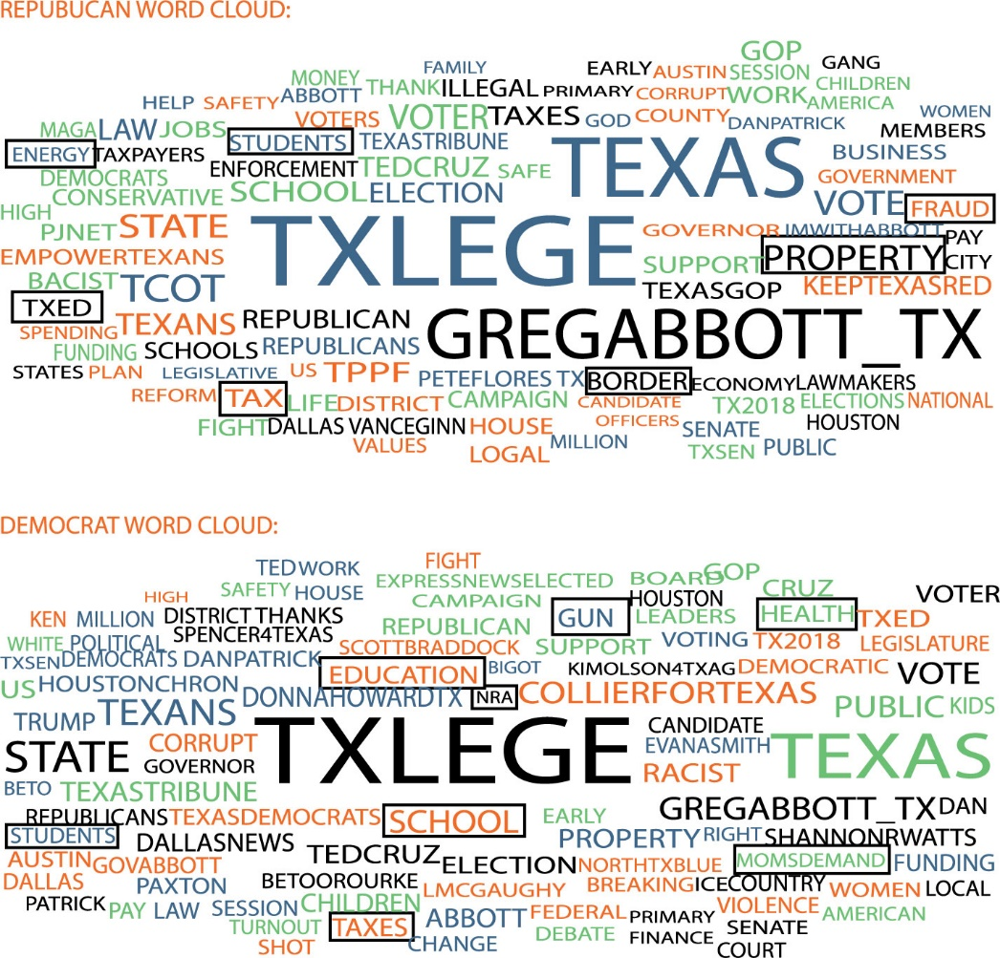 REPUBUCAN WORD CLOUD:
GOP
FAMILY EARLY AUSTIN SESSION GANG
MONEY THANK ILLEGAL PRIMARY CORRUPT WORK CHILDREN
HELP SAFETY ABBOTT AMERICA
VOTERS VOTER TAXES GOD COUNTY DANPATRICK WOMEN
MAGA LAW JOBS STUDENTS TEXASTRIBUNE MEMBERS
ENERGY TAXPAYERS TEXAS BUSINESS
ENFORCEMENT TEDCRUZ SAFE GOVERNMENT
DEMOCRATS
CONSERVATIVE SCHOOL ELECTION VOTE FRAUD
HIGH
PJNET STATE TXLEGE GOVERNOR IMWITHABBOTT PAY
EMPOWERTEXANS SUPPORT PROPERTY CITY
BACIST TCOT TEXASGOP KEEPTEXASRED
TXED
SPENDING TEXANS REPUBLICAN GREGABBOTT_TX
FUNDING SCHOOLS REPUBLICANS
STATES PLAN LEGISLATIVE US TPPF PETEFLORES TX BORDER ECONOMY LAWMAKERS
REFORM TAX LIFE DISTRICT CAMPAIGN CANDIDATE TX2018 ELECTIONS NATIONAL
FIGHT DALLAS VANCEGINN HOUSE OFFICERS SENATE HOUSTON
VALUES LOGAL MILLION TXSEN PUBLIC
DEMOCRAT WORD CLOUD:
TED WORK FIGHT GOP
SAFETY HOUSE EXPRESSNEWS ELECTED BOARD CRUZ
HIGH CAMPAIGN HOUSTON VOTER
KEN MILLION DISTRICT THANKS GUN LEADERS HEALTH TXED
WHITE POLITICAL SPENCER4TEXAS REPUBLICAN SUPPORT VOTING TX2018 LEGISLATURE
TXSEN DEMOCRATS DANPATRICK SCOTTBRADDOCK
EDUCATION BIGOT KIMOLSON4TXAG DEMOCRATIC VOTE
US HOUSTONCHRON DONNAHOWARDTX NRA COLLIERFORTEXAS
TRUMP TEXANS PUBLIC KIDS
STATE CORRUPT TXLEGE CANDIDATE TEXAS
GOVERNOR EVANASMITH
RACIST
BETO TEXASTRIBUNE
REPUBLICANS TEXASDEMOCRATS SCHOOL EARLY GREGABBOTT_TX DAN
STUDENTS DALLASNEWS PROPERTY RIGHT SHANNONRWATTS
AUSTIN GOVABBOTT TEDCRUZ ELECTION NORTHTXBLUE MOMSDEMAND FUNDING
DALLAS PAXTON BETOOROURKE LMCGAUGHY BREAKING ICE COUNTRY WOMEN LOCAL
PATRICK PAY LAW SESSION CHILDREN ABBOTT FEDERAL PRIMARY VIOLENCE AMERICAN
TURNOUT TAXES DEBATE FINANCE SENATE
SHOT CHANGE COURT